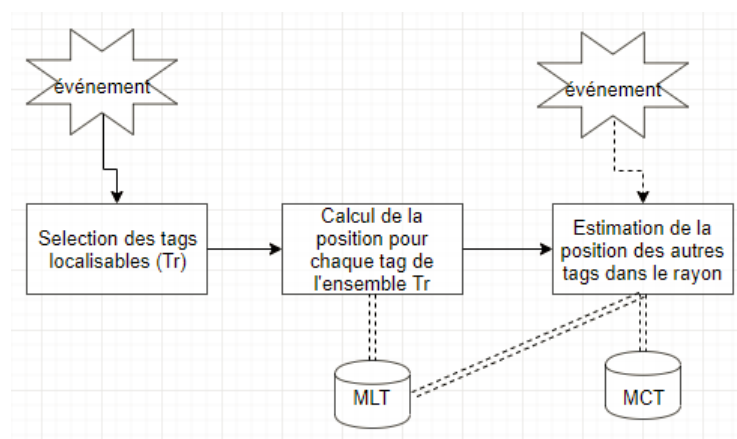 événement
événement
Selection des tags
localisables (Tr)
Calcul de la
position pour
chaque tag de
l'ensemble Tr
Estimation de la
position des autres
tags dans le rayon
MLT
MCT